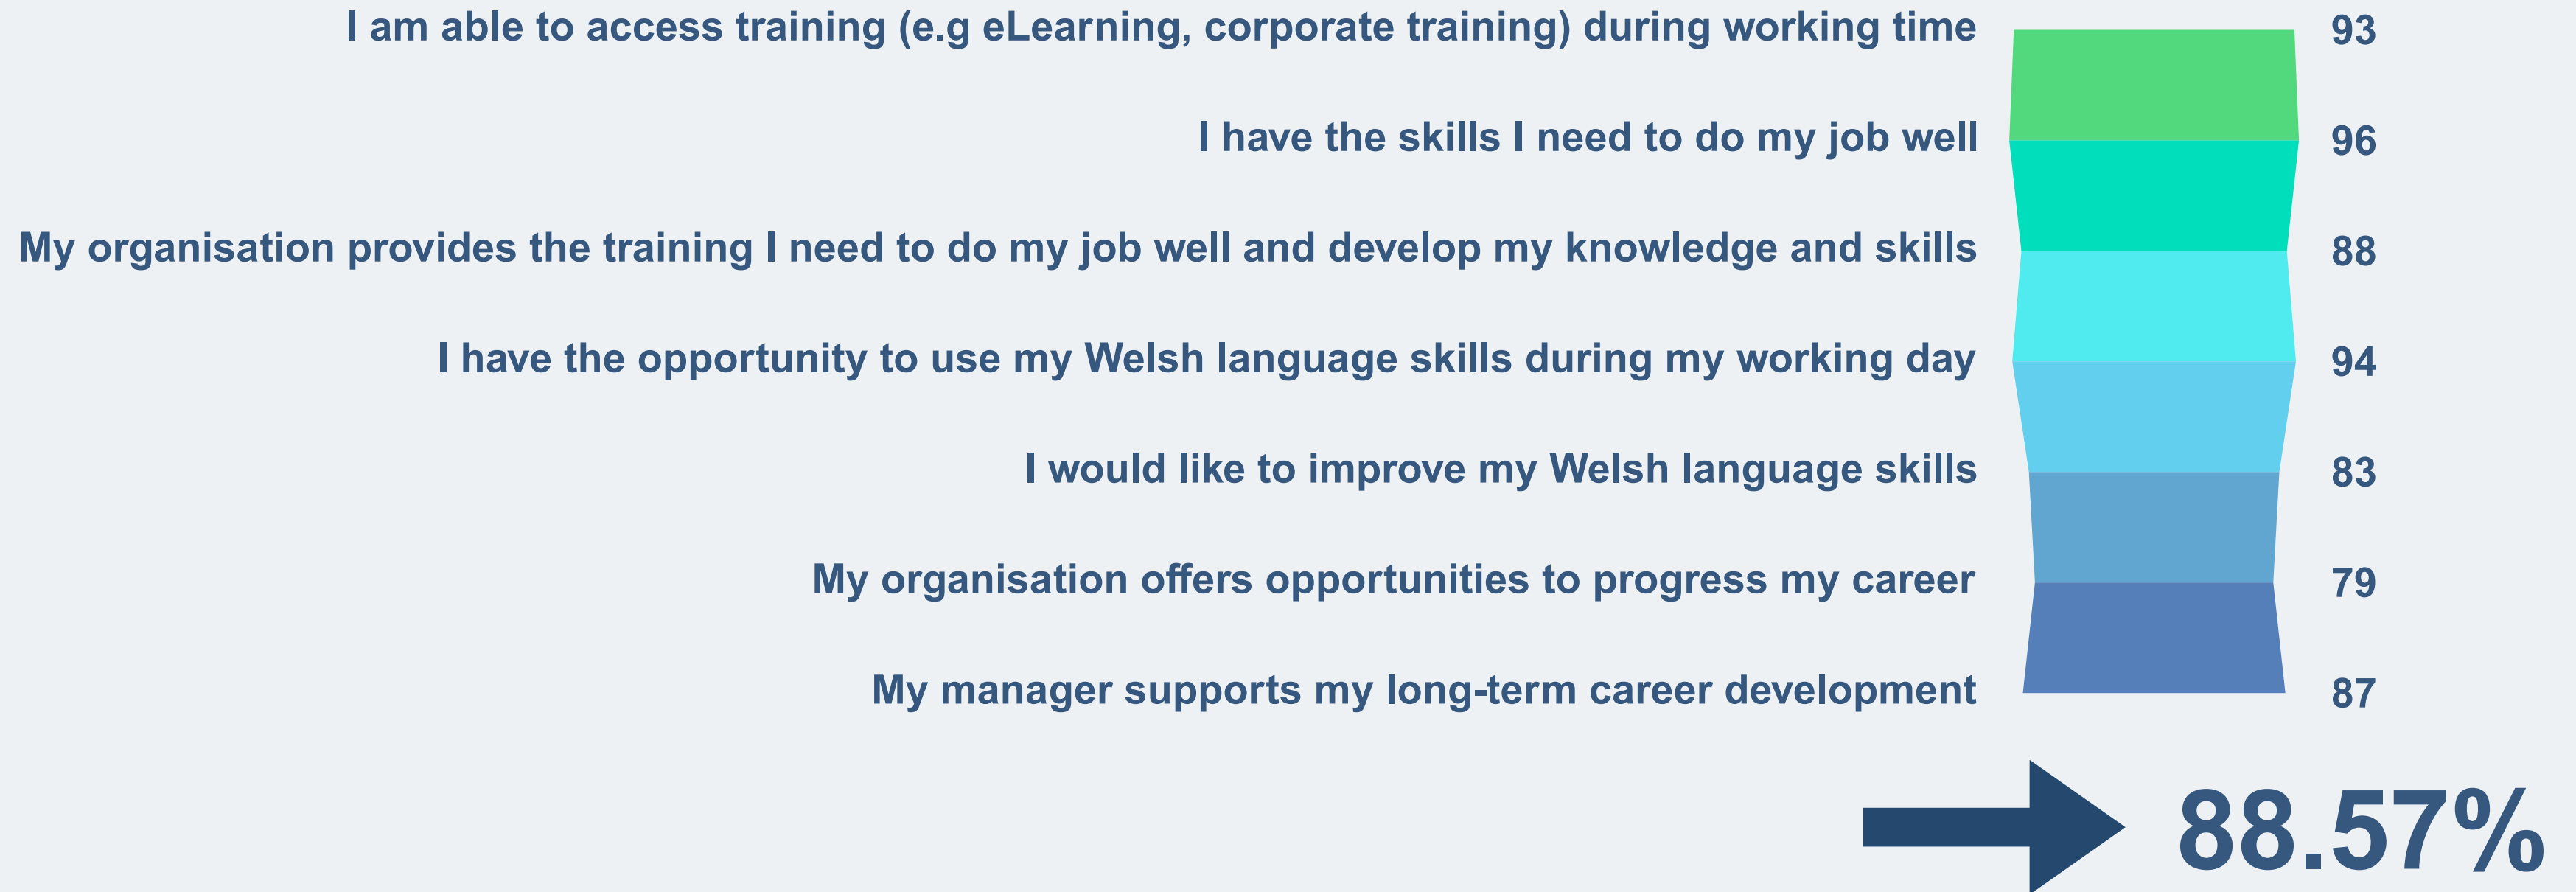 I am able to access training (e.g eLearning, corporate training) during working time 93
I have the skills I need to do my job well 96
My organisation provides the training I need to do my job well and develop my knowledge and skills 88
I have the opportunity to use my Welsh language skills during my working day 94
I would like to improve my Welsh language skills 83
My organisation offers opportunities to progress my career 79
My manager supports my long-term career development 87
88.57%